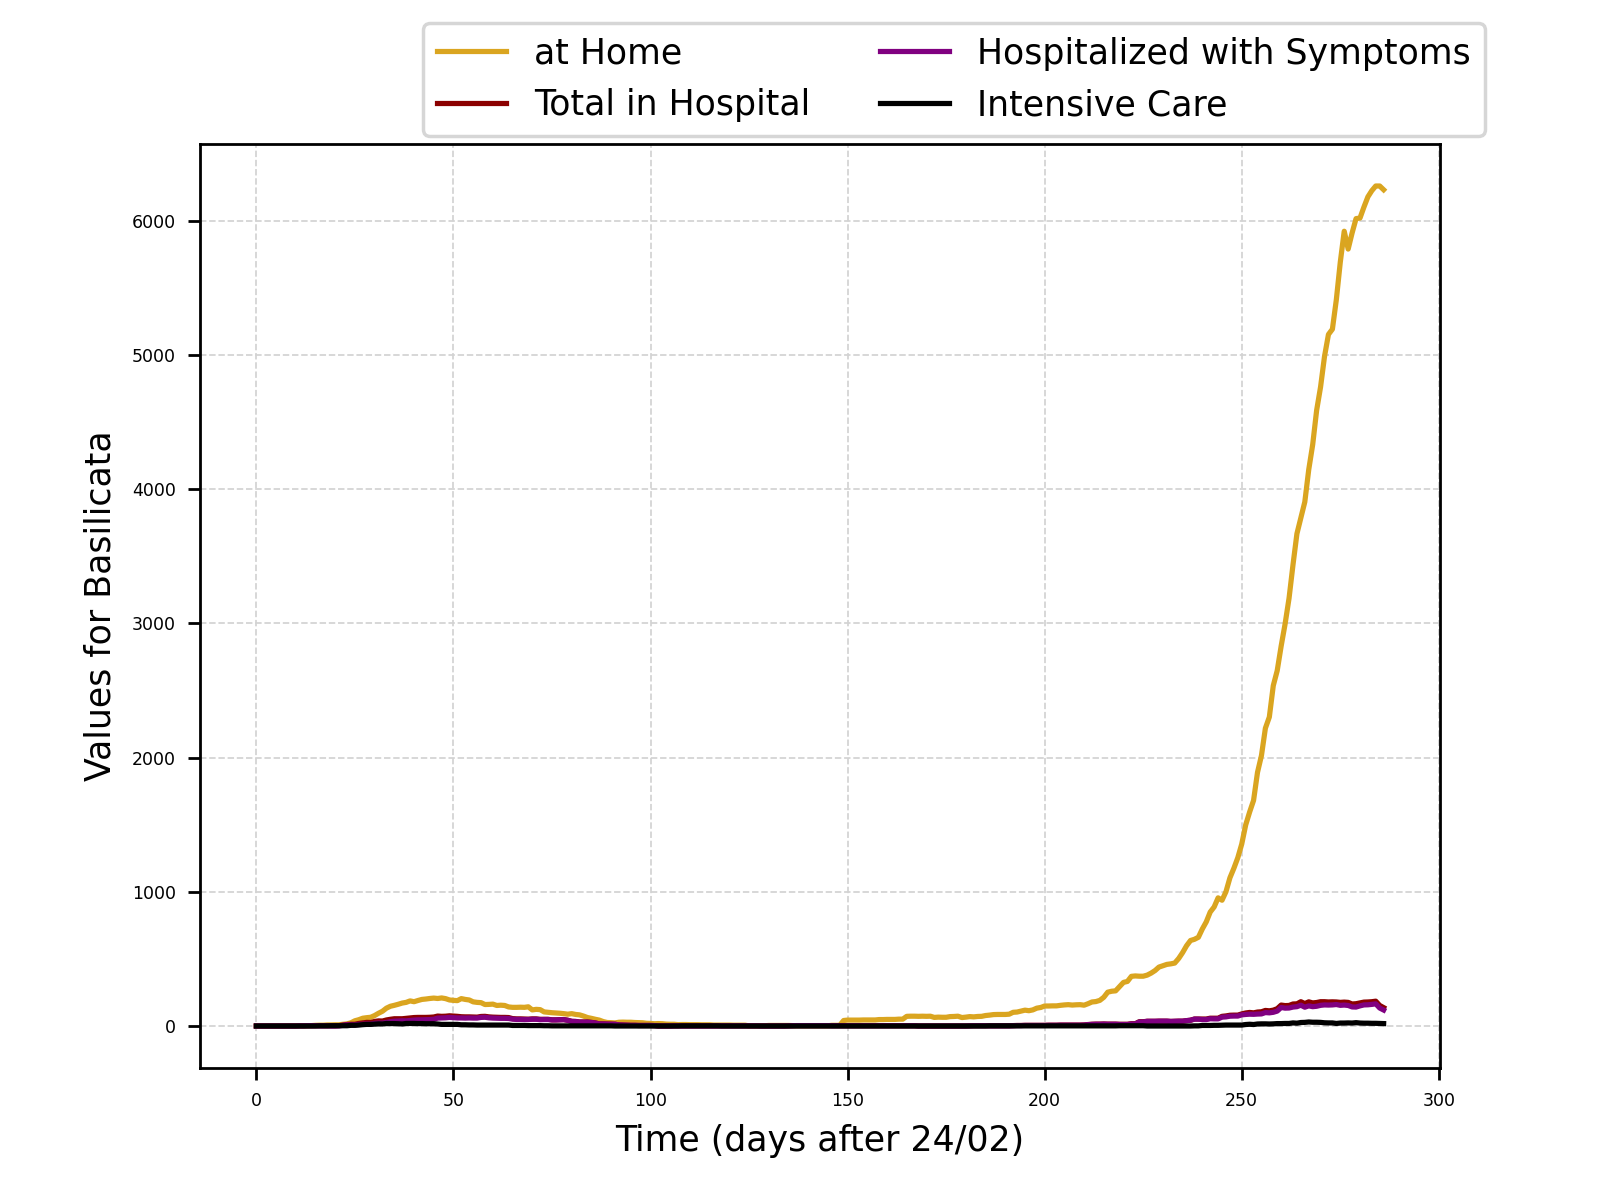 at Home
Total in Hospital
Hospitalized with Symptoms
Intensive Care
Values for Basilicata
6000
5000
4000
3000
2000
1000
0
0 50 100 150 200 250 300
Time (days after 24/02)